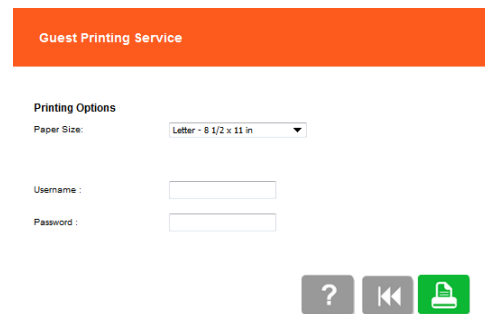 Guest Printing Service
Printing Options
Paper Size: Letter - 8 1/2 x 11 in
Username :
Password :
?